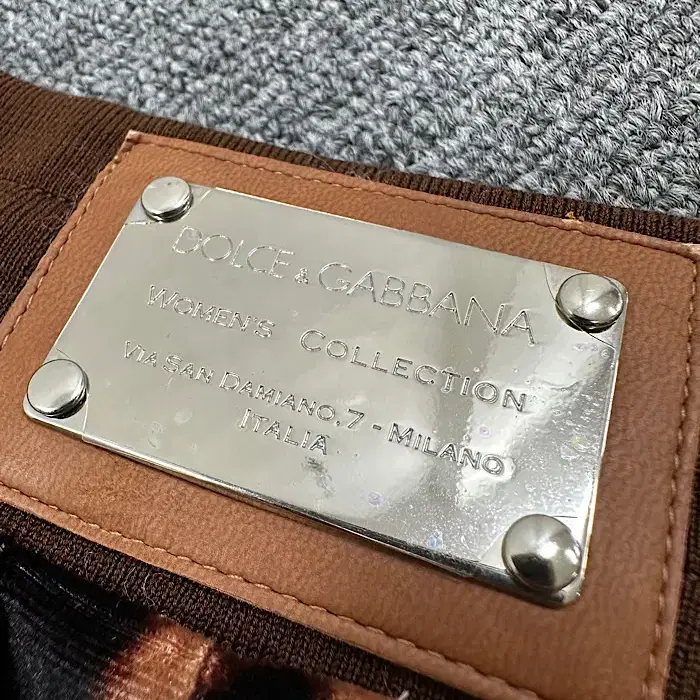 DOLCE & GABBANA
WOMEN'S COLLECTION
VIA SAN DAMIANO, 7 - MILANO
ITALIA